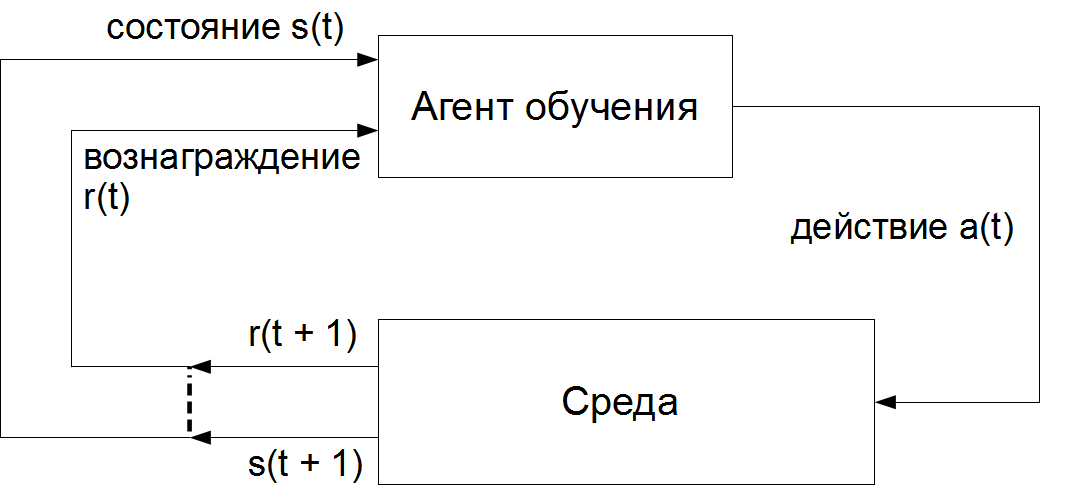 состояние s(t)
Агент обучения
вознаграждение
r(t)
действие a(t)
r(t + 1)
Среда
s(t + 1)